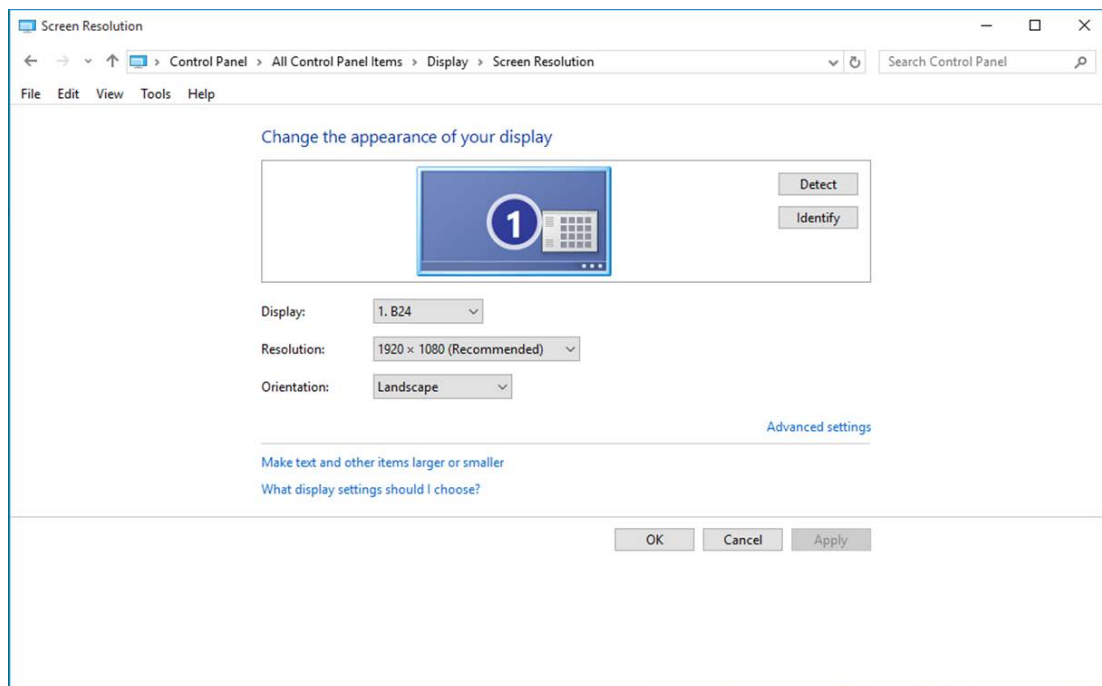 Screen Resolution
Control Panel > All Control Panel Items > Display > Screen Resolution
Search Control Panel
File Edit View Tools Help
Change the appearance of your display
1
Detect
Identify
Display: 1. B24
Resolution: 1920 × 1080 (Recommended)
Orientation: Landscape
Advanced settings
Make text and other items larger or smaller
What display settings should I choose?
OK Cancel Apply